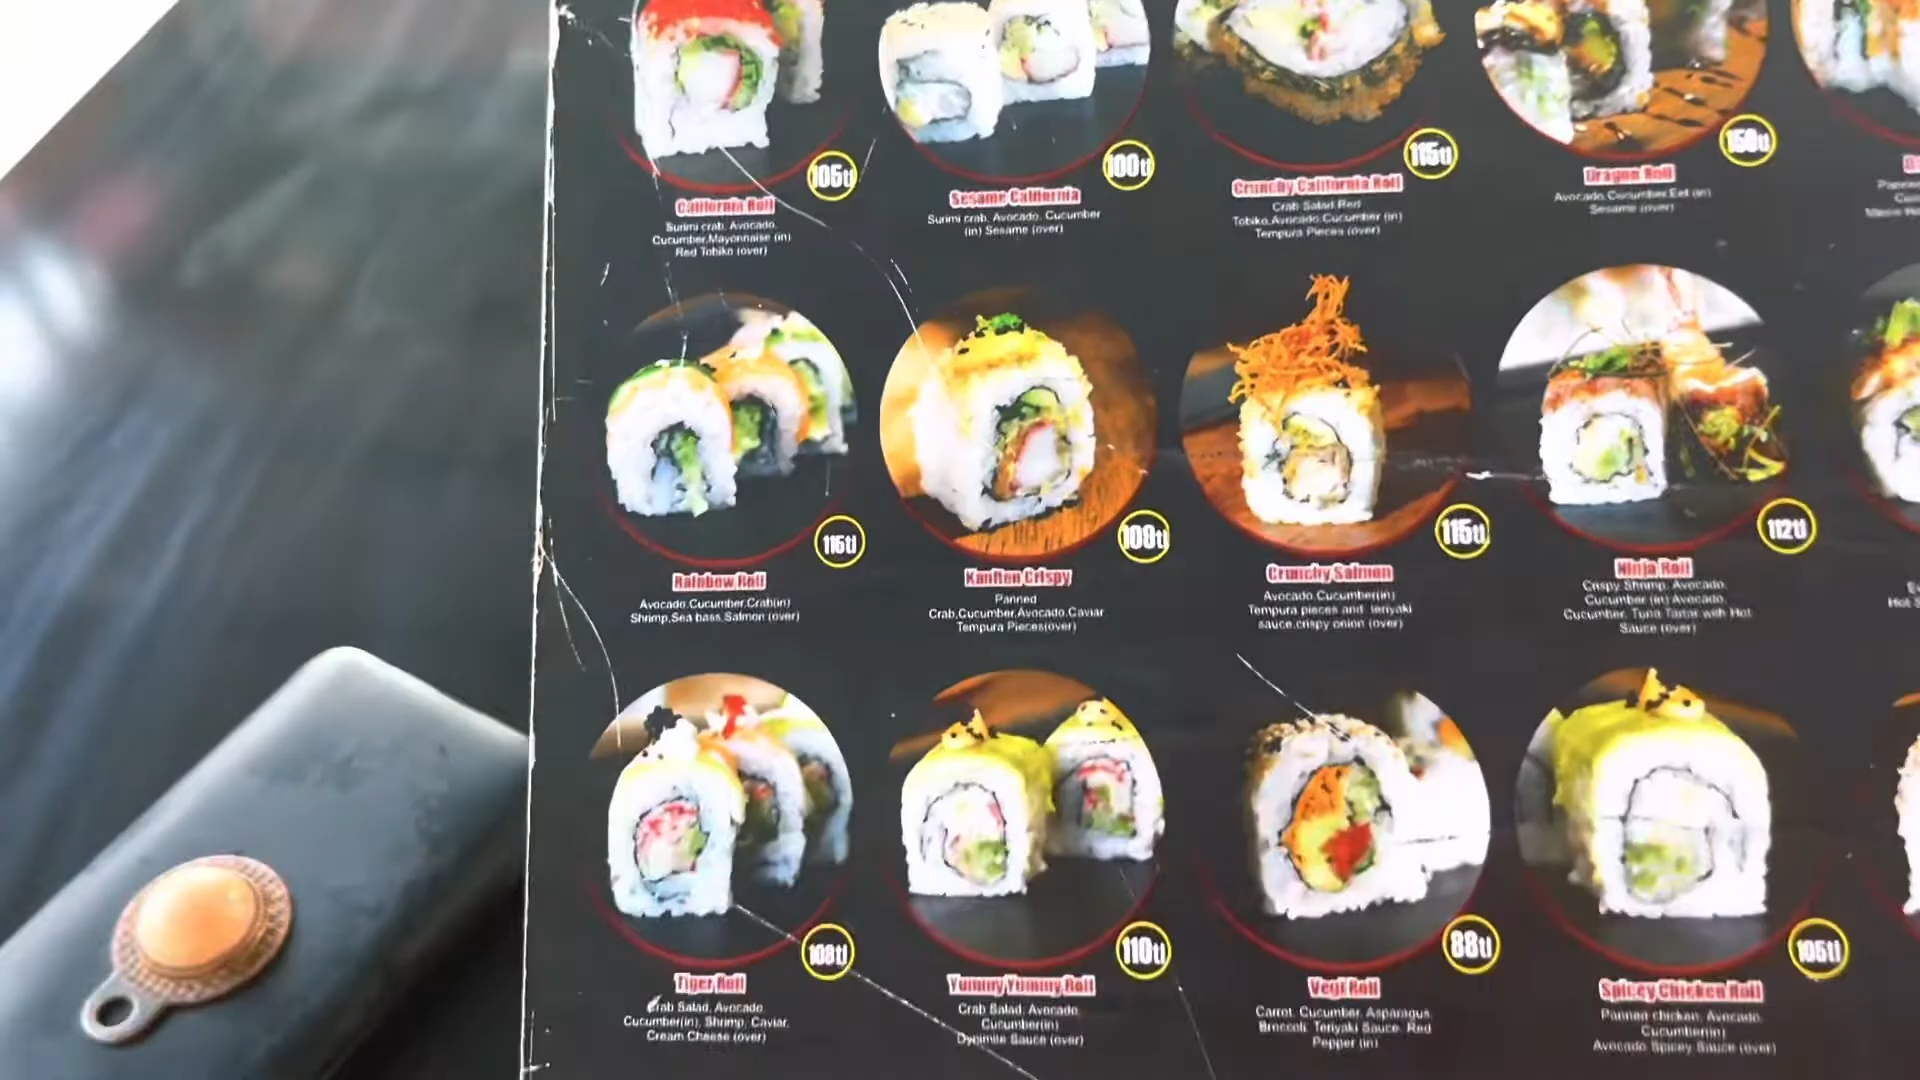 105tl
California Roll
Surimi crab, Avocado,
Cucumber,Mayonnaise (in)
Red Tobiko (over)
100tl
Sesame California
Surimi crab, Avocado, Cucumber
(in) Sesame (over)
115tl
Crunchy California Roll
Crab Salad,Red
Tobiko,Avocado,Cucumber (in)
Tempura Pieces (over)
150tl
Dragon Roll
Avocado,Cucumber,Eel (in)
Sesame (over)
Rainbow Roll
Avocado,Cucumber,Crab(in)
Shrimp,Sea bass,Salmon (over)
Crispy
Panned
Crab,Cucumber,Avocado,Caviar
Tempura Pieces(over)
115tl
Crunchy Salmon
Avocado,Cucumber(in)
Tempura pieces and teriyaki
sauce,crispy onion (over)
112tl
Ninja Roll
Crispy Shrimp, Avocado,
Cucumber (in) Avocado,
Cucumber, Tuna Tartar with Hot
Sauce (over)
Tiger Roll
Crab Salad, Avocado,
Cucumber(in), Shrimp, Caviar,
Cream Cheese (over)
110tl
Yummy Yummy Roll
Crab Salad, Avocado,
Cucumber(in)
Sauce (over)
88tl
Vegi Roll
Carrot, Cucumber, Asparagus,
Broccoli, Teriyaki Sauce, Red
Pepper (in)
105tl
Spicey Chicken Roll
Panned chicken, Avocado,
Cucumber(in)
Avocado Spicey Sauce (over)